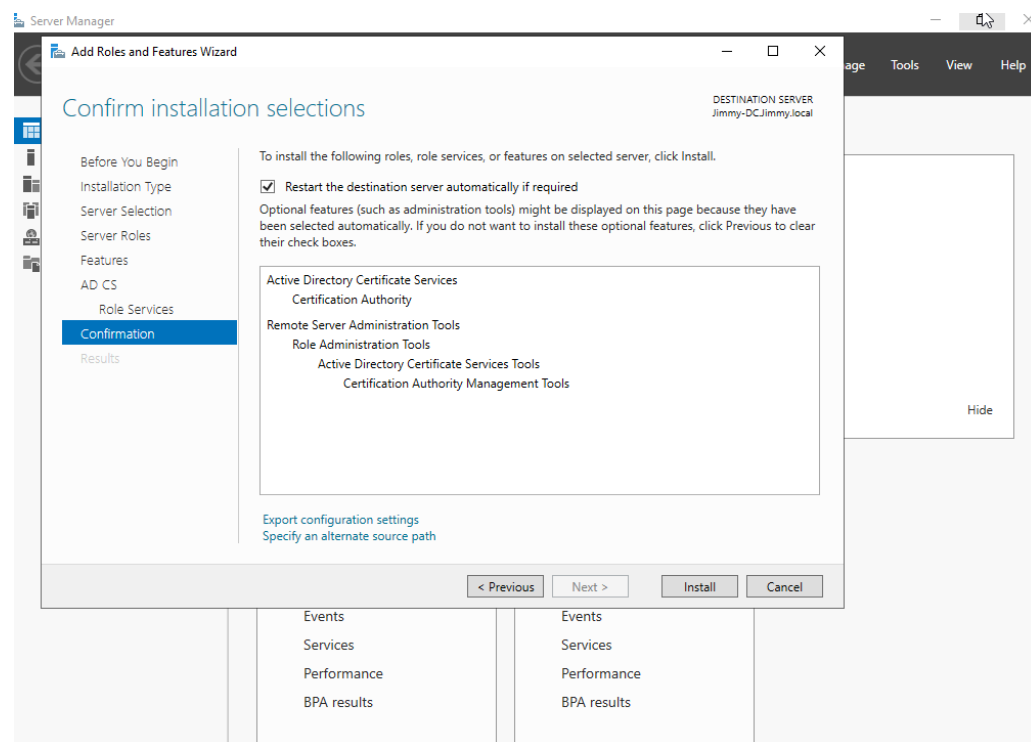 Server Manager
Add Roles and Features Wizard
Tools
View
Help
Confirm installation selections
DESTINATION SERVER
Jimmy-DC.Jimmy.local
Before You Begin
Installation Type
Server Selection
Server Roles
Features
AD CS
Role Services
Confirmation
Results
To install the following roles, role services, or features on selected server, click Install.
Restart the destination server automatically if required
Optional features (such as administration tools) might be displayed on this page because they have
been selected automatically. If you do not want to install these optional features, click Previous to clear
their check boxes.
Active Directory Certificate Services
Certification Authority
Remote Server Administration Tools
Role Administration Tools
Active Directory Certificate Services Tools
Certification Authority Management Tools
Hide
Export configuration settings
Specify an alternate source path
< Previous
Next >
Install
Cancel
Events
Services
Performance
BPA results
Events
Services
Performance
BPA results